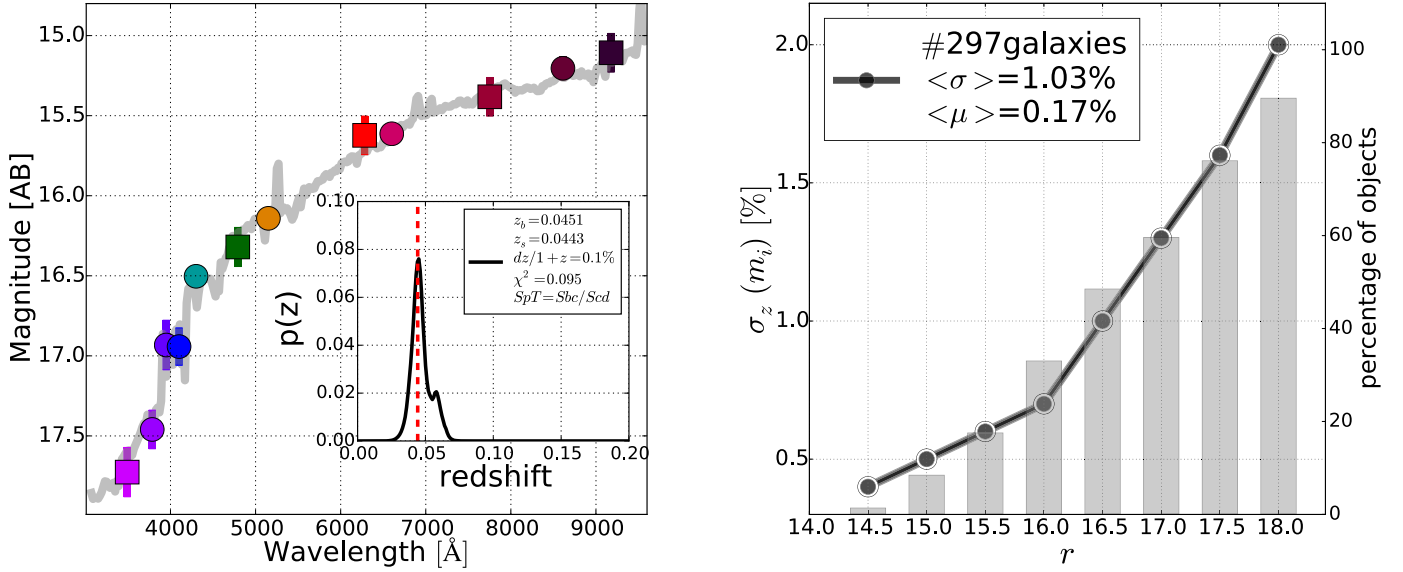 15.0
15.5
16.0
16.5
17.0
17.5
Magnitude [AB]
4000 5000 6000 7000 8000 9000
Wavelength [Å]
0.10
0.08
0.06
0.04
0.02
0.00
p(z)
0.00 0.05 0.10 0.15 0.20
redshift
z_b=0.0451
z_s=0.0443
dz/1+z=0.1%
χ²=0.095
SpT=Sbc/Scd
2.0
1.5
1.0
0.5
σ_z (m_i) [%]
#297galaxies
<σ>=1.03%
<μ>=0.17%
14.0 14.5 15.0 15.5 16.0 16.5 17.0 17.5 18.0
r
100
80
60
40
20
0
percentage of objects